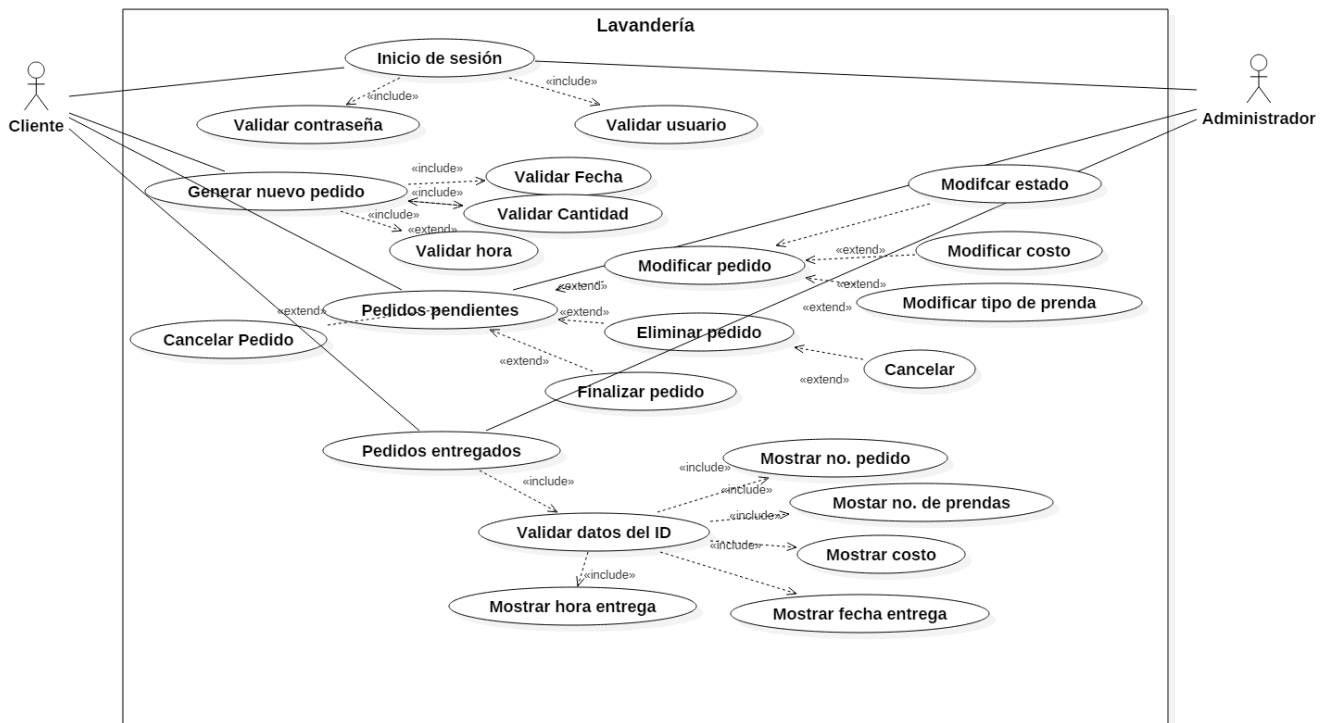 Lavandería
Inicio de sesión
«include»
«include»
Cliente
Administrador
Validar contraseña
Validar usuario
«include»
Validar Fecha
Generar nuevo pedido
«include»
Modifcar estado
«include»
Validar Cantidad
«extend»
Validar hora
«extend»
Modificar costo
Modificar pedido
«extend»
«extend»
Modificar tipo de prenda
«extend»
«extend»
Pedidos pendientes
«extend»
Cancelar Pedido
Eliminar pedido
«extend»
Cancelar
«extend»
Finalizar pedido
Pedidos entregados
Mostrar no. pedido
«include»
«include»
«include»
Mostar no. de prendas
«include»
Validar datos del ID
«include»
Mostrar costo
«include»
Mostrar hora entrega
Mostrar fecha entrega